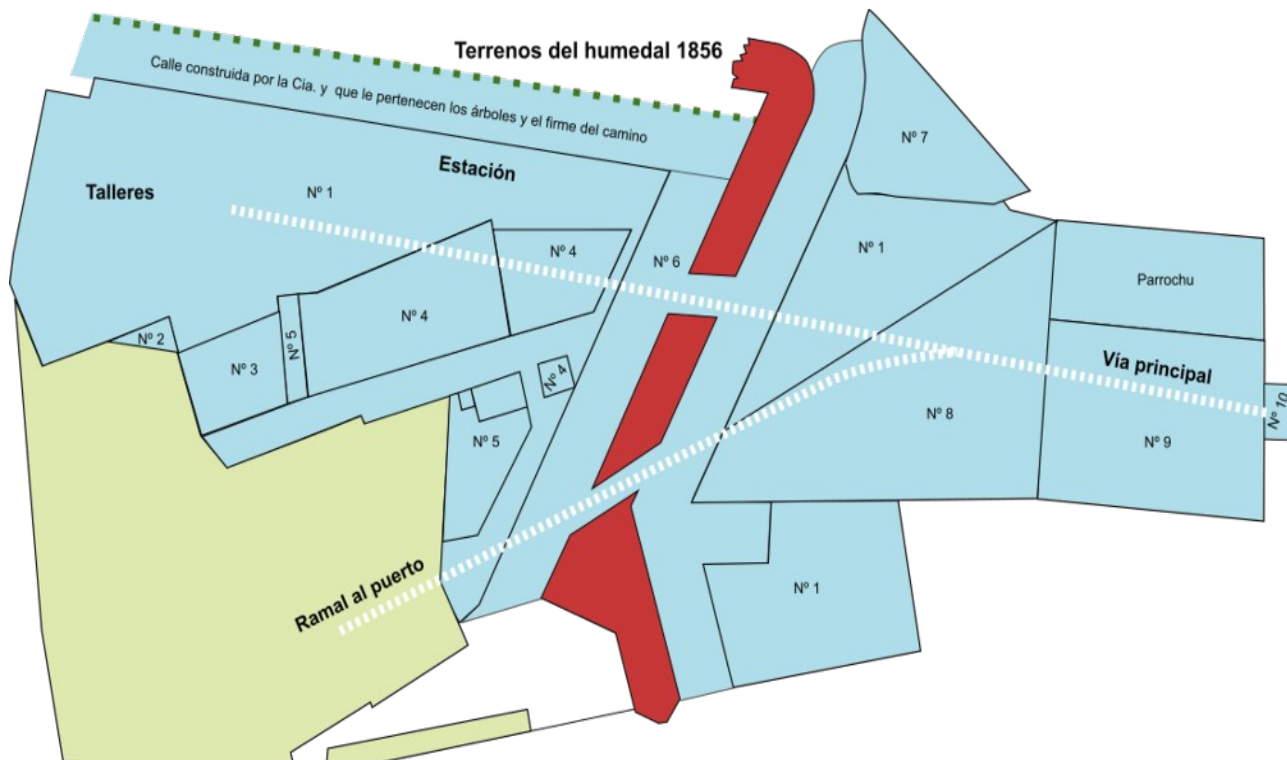 Terrenos del humedal 1856
Calle construida por la Cia. y que le pertenecen los árboles y el firme del camino
Nº 7
Estación
Talleres
Nº 1
Nº 4
Nº 6
Nº 1
Parrochu
Nº 4
Nº 2
Nº 5
Nº 3
Nº 4
Vía principal
Nº 10
Nº 8
Nº 5
Nº 9
Ramal al puerto
Nº 1